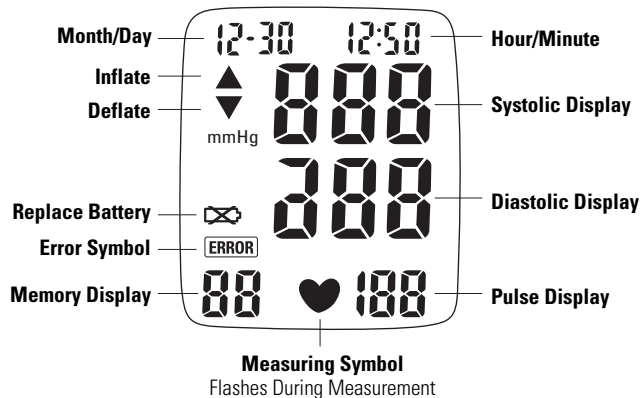 Month/Day 12-30 12:50 Hour/Minute
Inflate
888 Systolic Display
Deflate
mmHg
288 Diastolic Display
Replace Battery
Error Symbol ERROR
Memory Display 88 188 Pulse Display
Measuring Symbol
Flashes During Measurement